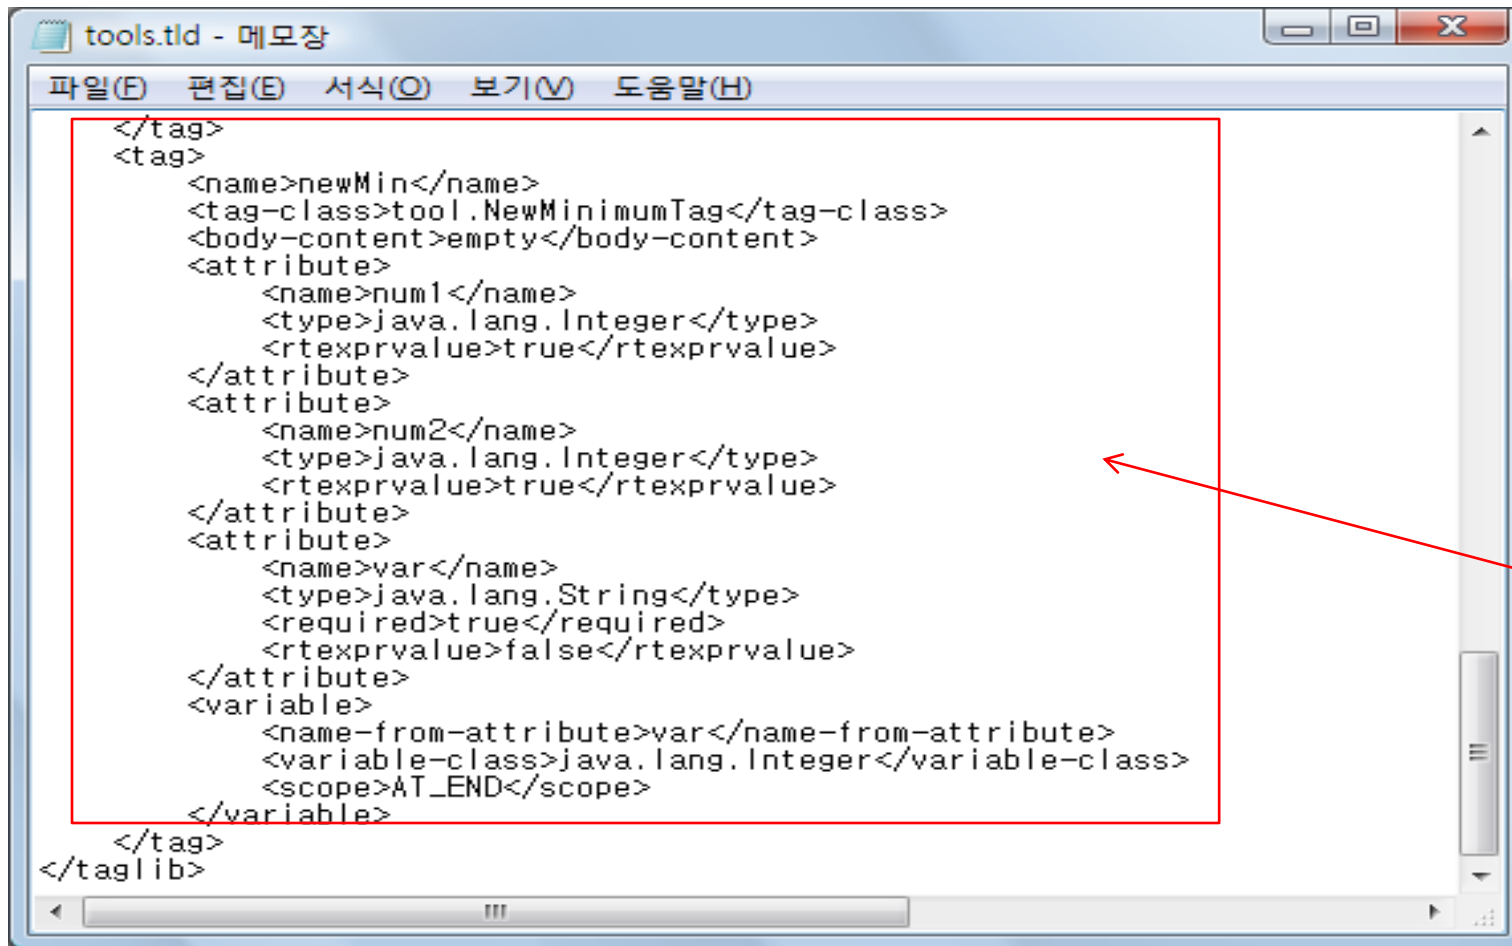 tools.tld - 메모장
파일(F) 편집(E) 서식(O) 보기(V) 도움말(H)
</tag>
<tag>
<name>newMin</name>
<tag-class>tool.NewMinimumTag</tag-class>
<body-content>empty</body-content>
<attribute>
<name>num1</name>
<type>java.lang.Integer</type>
<rtexprvalue>true</rtexprvalue>
</attribute>
<attribute>
<name>num2</name>
<type>java.lang.Integer</type>
<rtexprvalue>true</rtexprvalue>
</attribute>
<attribute>
<name>var</name>
<type>java.lang.String</type>
<required>true</required>
<rtexprvalue>false</rtexprvalue>
</attribute>
<variable>
<name-from-attribute>var</name-from-attribute>
<variable-class>java.lang.Integer</variable-class>
<scope>AT_END</scope>
</variable>
</tag>
</taglib>